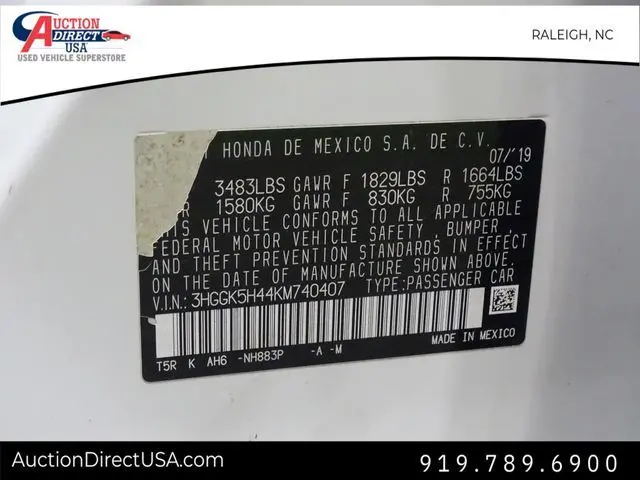 AUCTION
DIRECT
USA
USED VEHICLE SUPERSTORE
RALEIGH, NC
HONDA DE MEXICO S.A. DE C.V.
07/'19
3483LBS GAWR F 1829LBS R 1664LBS
R 1580KG GAWR F 830KG R 755KG
THIS VEHICLE CONFORMS TO ALL APPLICABLE
FEDERAL MOTOR VEHICLE SAFETY, BUMPER,
AND THEFT PREVENTION STANDARDS IN EFFECT
ON THE DATE OF MANUFACTURE SHOWN ABOVE.
V.I.N.: 3HGGK5H44KM740407 TYPE:PASSENGER CAR
T5R K AH6 -NH883P -A -M
MADE IN MEXICO
AuctionDirectUSA.com
919.789.6900